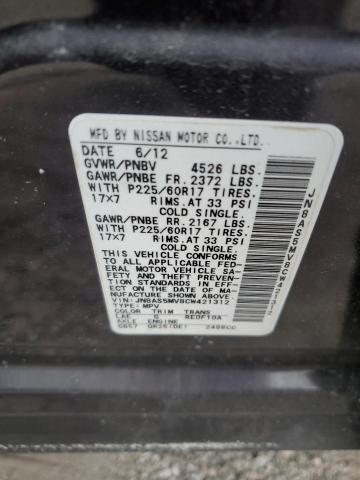 MFD BY NISSAN MOTOR CO.,LTD.
DATE 6/12
GVWR/PNBV 4526 LBS.
GAWR/PNBE FR. 2372 LBS.
WITH P225/60R17 TIRES.
17x7 RIMS.AT 33 PSI
COLD SINGLE.
GAWR/PNBE RR. 2167 LBS.
WITH P225/60R17 TIRES.
17x7 RIMS.AT 33 PSI
COLD SINGLE.
THIS VEHICLE CONFORMS
TO ALL APPLICABLE FED-
ERAL MOTOR VEHICLE SA-
FETY AND THEFT PREVEN-
TION STANDARDS IN EFF-
ECT ON THE DATE OF MA-
NUFACTURE SHOWN ABOVE.
VIN:JN8AS5MV8CW421312
TYPE:MPV
COLOR TRIM TRANS
LAE G RE0F10A
AXLE ENGINE
QR25(DE) 2488CC
JN8AS5MV8CW421312